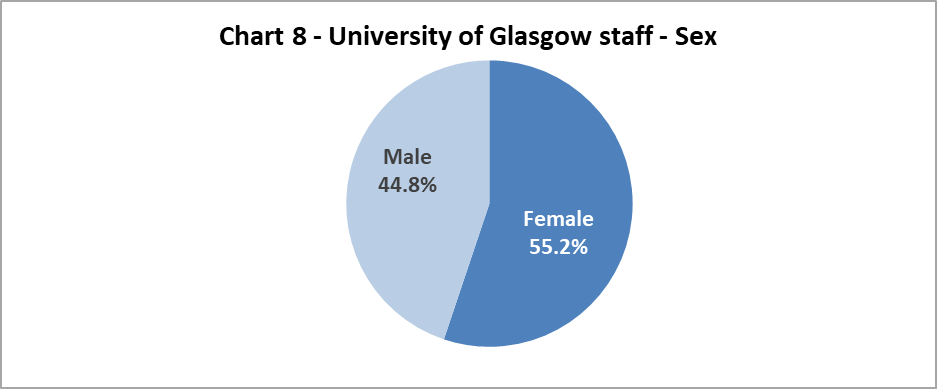 Chart 8 - University of Glasgow staff - Sex
Male
44.8%
Female
55.2%